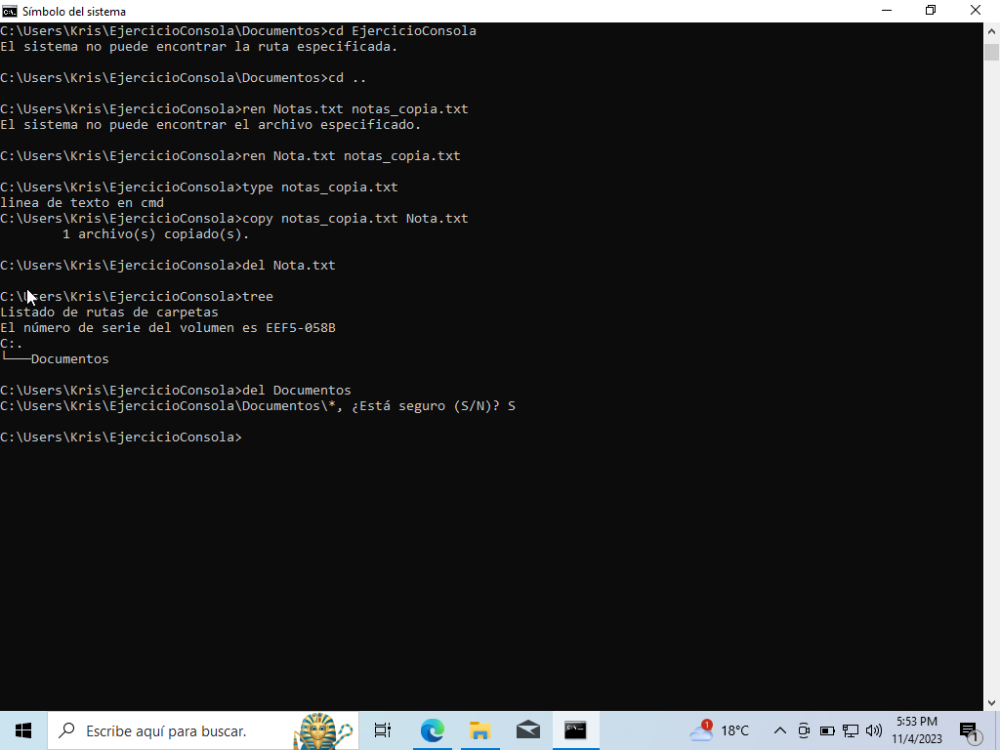 Símbolo del sistema
C:\Users\Kris\EjercicioConsola\Documentos>cd EjercicioConsola
El sistema no puede encontrar la ruta especificada.
C:\Users\Kris\EjercicioConsola\Documentos>cd ..
C:\Users\Kris\EjercicioConsola>ren Notas.txt notas_copia.txt
El sistema no puede encontrar el archivo especificado.
C:\Users\Kris\EjercicioConsola>ren Nota.txt notas_copia.txt
C:\Users\Kris\EjercicioConsola>type notas_copia.txt
linea de texto en cmd
C:\Users\Kris\EjercicioConsola>copy notas_copia.txt Nota.txt
        1 archivo(s) copiado(s).
C:\Users\Kris\EjercicioConsola>del Nota.txt
C:\Users\Kris\EjercicioConsola>tree
Listado de rutas de carpetas
El número de serie del volumen es EEF5-058B
C:.
└───Documentos
C:\Users\Kris\EjercicioConsola>del Documentos
C:\Users\Kris\EjercicioConsola\Documentos\*, ¿Está seguro (S/N)? S
C:\Users\Kris\EjercicioConsola>
Escribe aquí para buscar.
1
18°C
5:53 PM
11/4/2023
1